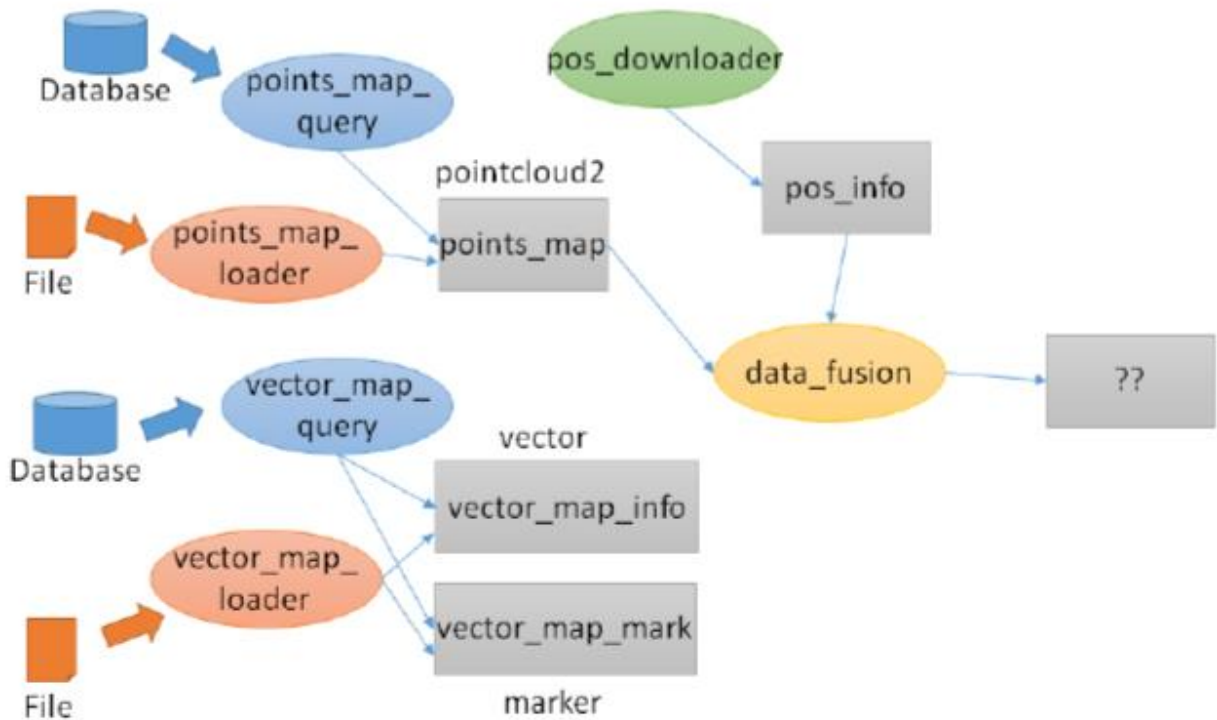 Database
points_map_
query
pos_downloader
pointcloud2
pos_info
File
points_map_
loader
points_map
data_fusion
??
Database
vector_map_
query
vector
vector_map_info
File
vector_map_
loader
vector_map_mark
marker